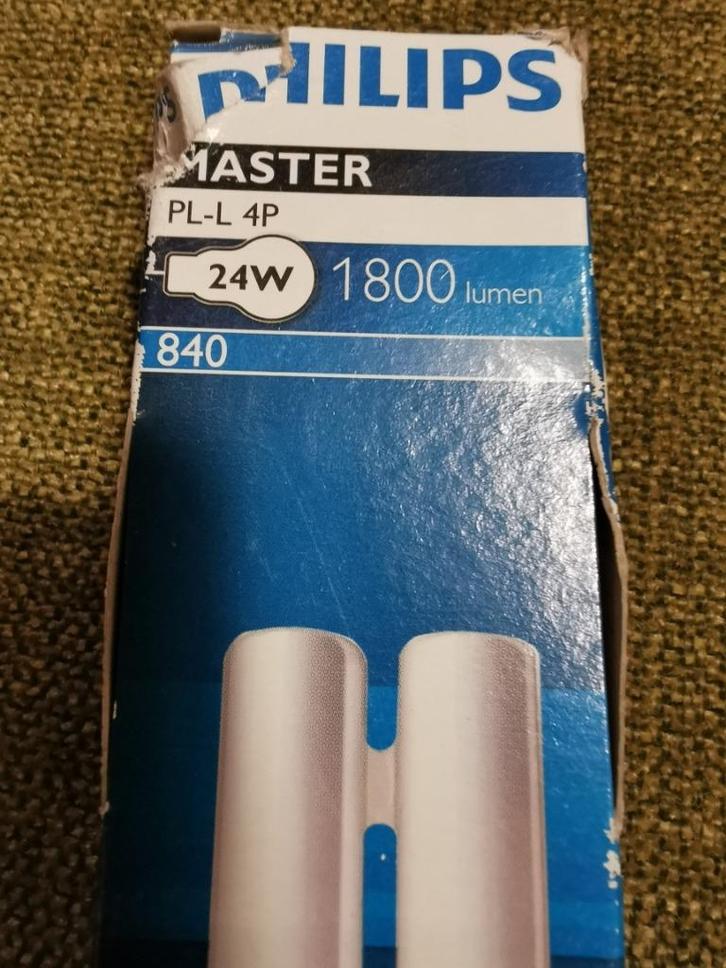 PHILIPS
MASTER
PL-L 4P
24W 1800 lumen
840